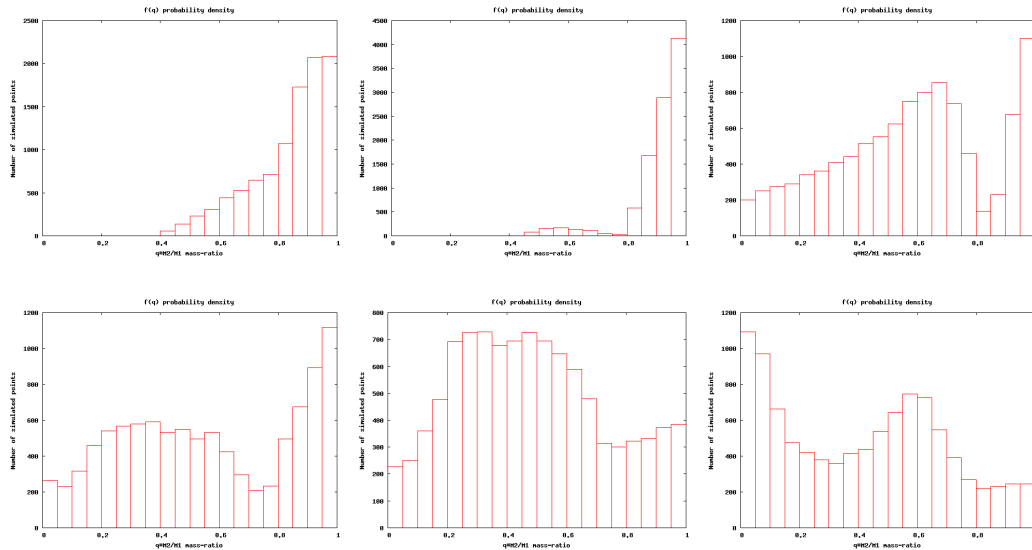 f(q) probability density
Number of simulated points
2500
2000
1500
1000
500
0
0 0.2 0.4 0.6 0.8 1
q=M2/M1 mass-ratio
f(q) probability density
Number of simulated points
4500
4000
3500
3000
2500
2000
1500
1000
500
0
0 0.2 0.4 0.6 0.8 1
q=M2/M1 mass-ratio
f(q) probability density
Number of simulated points
1200
1000
800
600
400
200
0
0 0.2 0.4 0.6 0.8
q=M2/M1 mass-ratio
f(q) probability density
Number of simulated points
1200
1000
800
600
400
200
0
0 0.2 0.4 0.6 0.8 1
q=M2/M1 mass-ratio
f(q) probability density
Number of simulated points
800
700
600
500
400
300
200
100
0
0 0.2 0.4 0.6 0.8 1
q=M2/M1 mass-ratio
f(q) probability density
Number of simulated points
1200
1000
800
600
400
200
0
0 0.2 0.4 0.6 0.8
q=M2/M1 mass-ratio